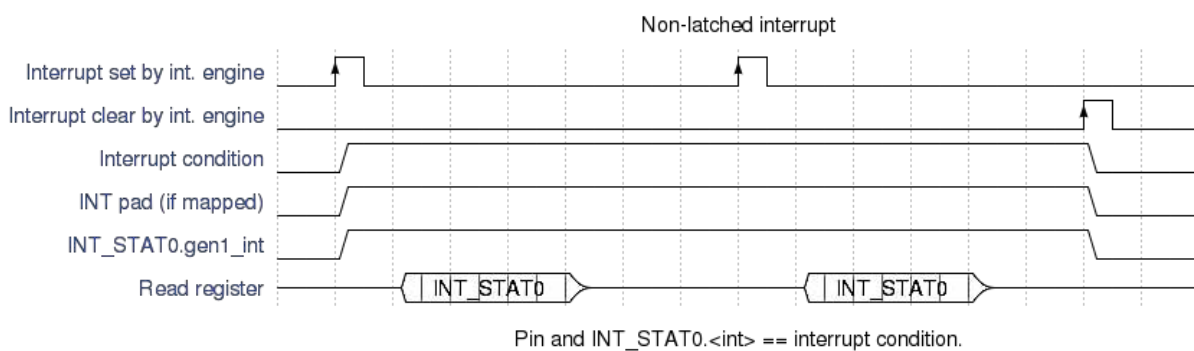 Non-latched interrupt
Interrupt set by int. engine
Interrupt clear by int. engine
Interrupt condition
INT pad (if mapped)
INT_STAT0.gen1_int
Read register
INT_STAT0
INT_STAT0
Pin and INT_STAT0.<int> == interrupt condition.